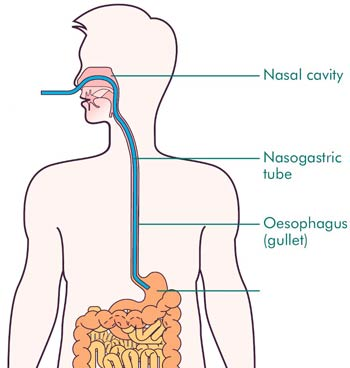 Nasal cavity
Nasogastric
tube
Oesophagus
(gullet)